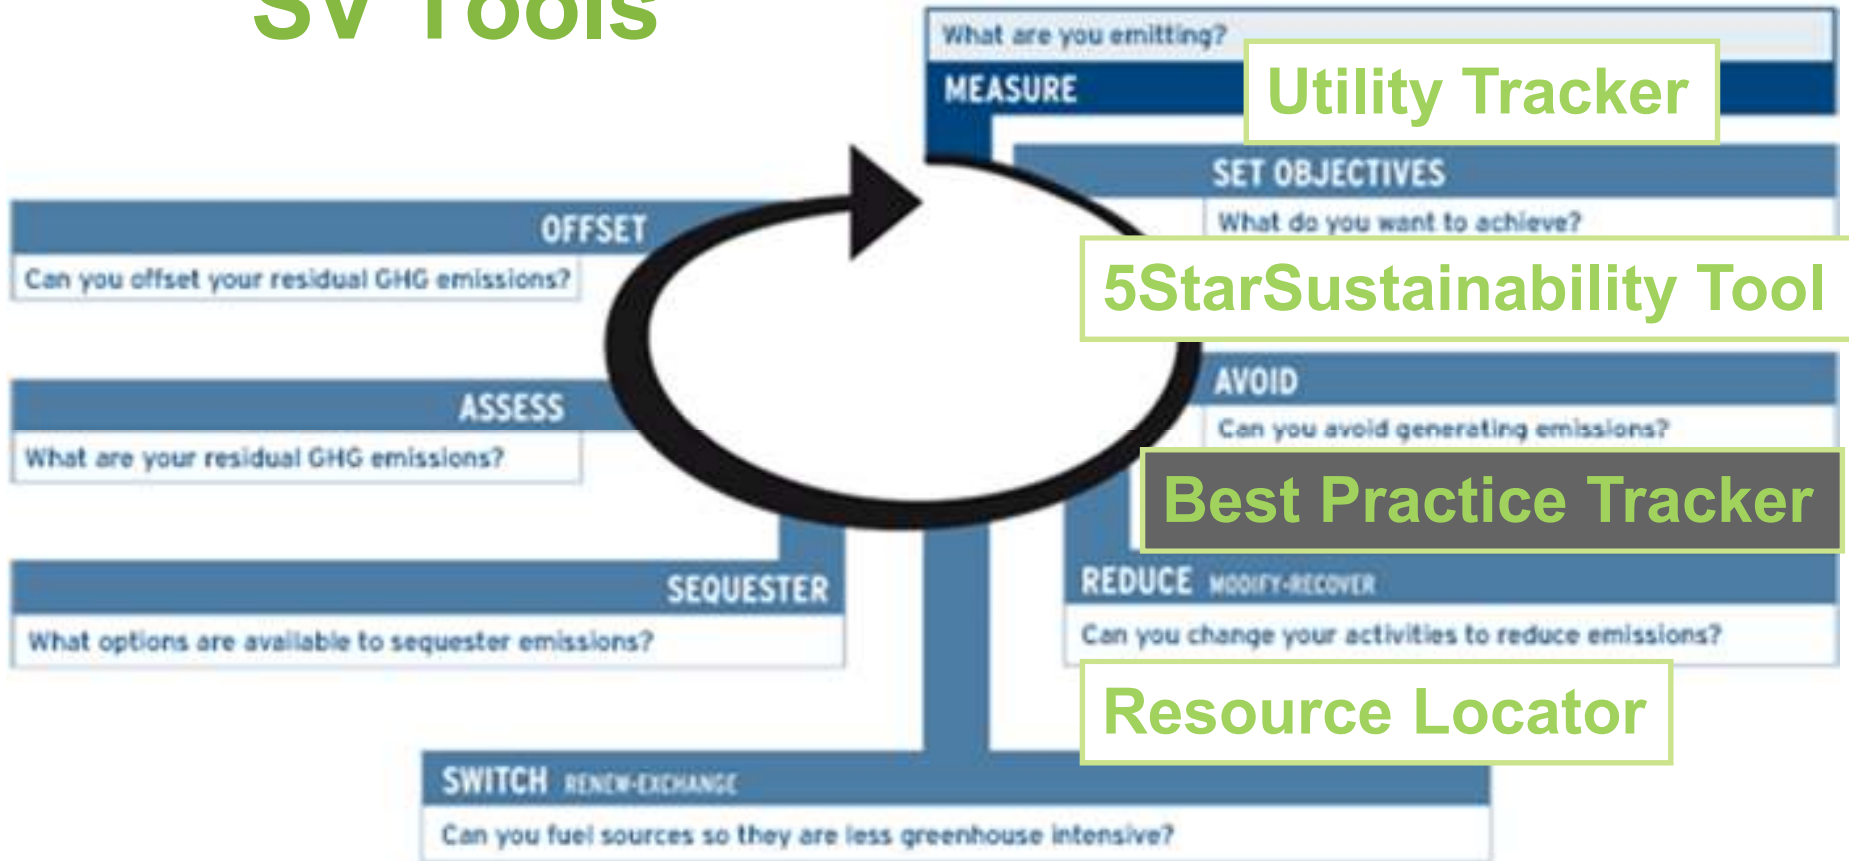 SV Tools
What are you emitting?
MEASURE
Utility Tracker
SET OBJECTIVES
What do you want to achieve?
5StarSustainability Tool
AVOID
Can you avoid generating emissions?
Best Practice Tracker
REDUCE MODIFY-RECOVER
Can you change your activities to reduce emissions?
Resource Locator
SWITCH RENEW-EXCHANGE
Can you fuel sources so they are less greenhouse intensive?
SEQUESTER
What options are available to sequester emissions?
ASSESS
What are your residual GHG emissions?
OFFSET
Can you offset your residual GHG emissions?